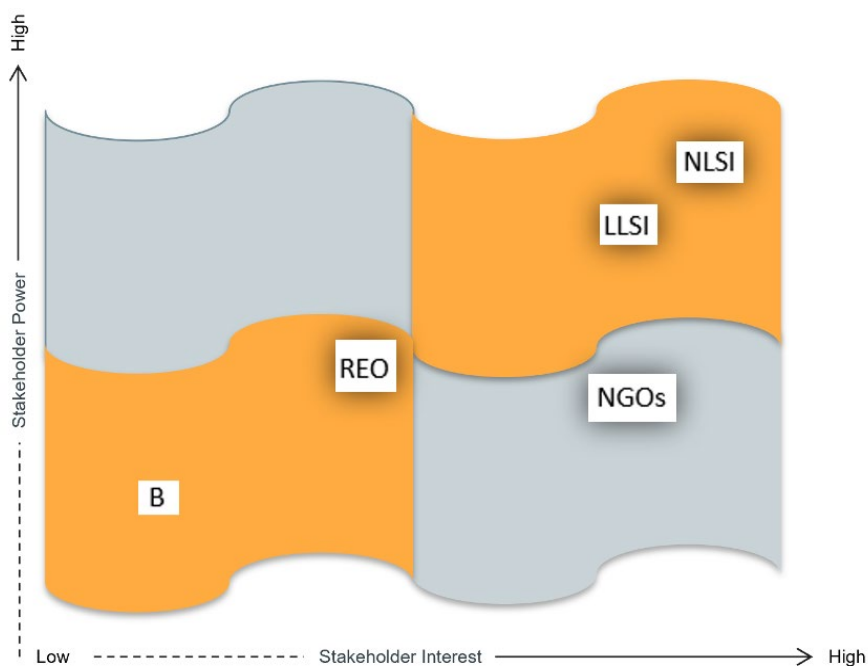 High
NLSI
LLSI
Stakeholder Power
REO
NGOs
B
Low
Stakeholder Interest
High